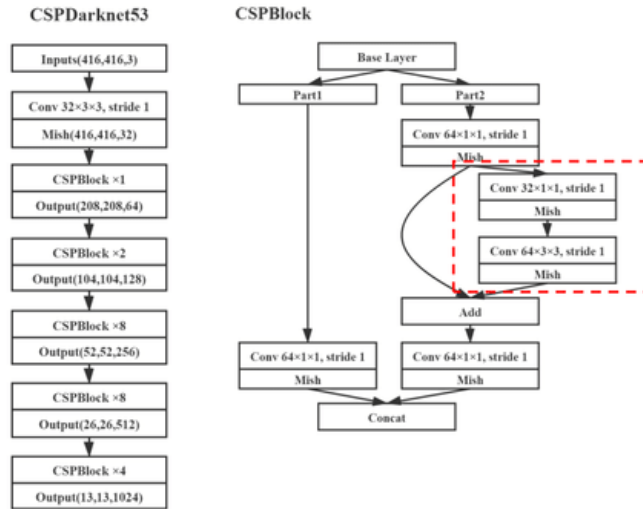 CSPDarknet53
Inputs(416,416,3)
Conv 32×3×3, stride 1
Mish(416,416,32)
CSPBlock ×1
Output(208,208,64)
CSPBlock ×2
Output(104,104,128)
CSPBlock ×8
Output(52,52,256)
CSPBlock ×8
Output(26,26,512)
CSPBlock ×4
Output(13,13,1024)
CSPBlock
Base Layer
Part1
Part2
Conv 64×1×1, stride 1
Mish
Conv 32×1×1, stride 1
Mish
Conv 64×3×3, stride 1
Mish
Add
Conv 64×1×1, stride 1
Mish
Conv 64×1×1, stride 1
Mish
Concat